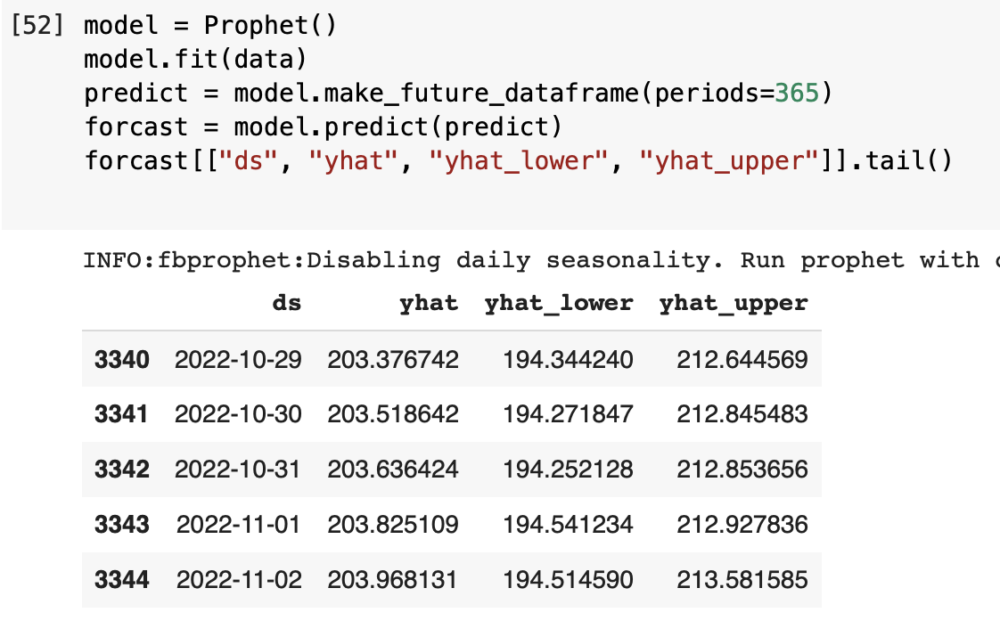 [52] model = Prophet()
model.fit(data)
predict = model.make_future_dataframe(periods=365)
forcast = model.predict(predict)
forcast[["ds", "yhat", "yhat_lower", "yhat_upper"]].tail()
INFO:fbprophet:Disabling daily seasonality. Run prophet with
ds yhat yhat_lower yhat_upper
3340 2022-10-29 203.376742 194.344240 212.644569
3341 2022-10-30 203.518642 194.271847 212.845483
3342 2022-10-31 203.636424 194.252128 212.853656
3343 2022-11-01 203.825109 194.541234 212.927836
3344 2022-11-02 203.968131 194.514590 213.581585